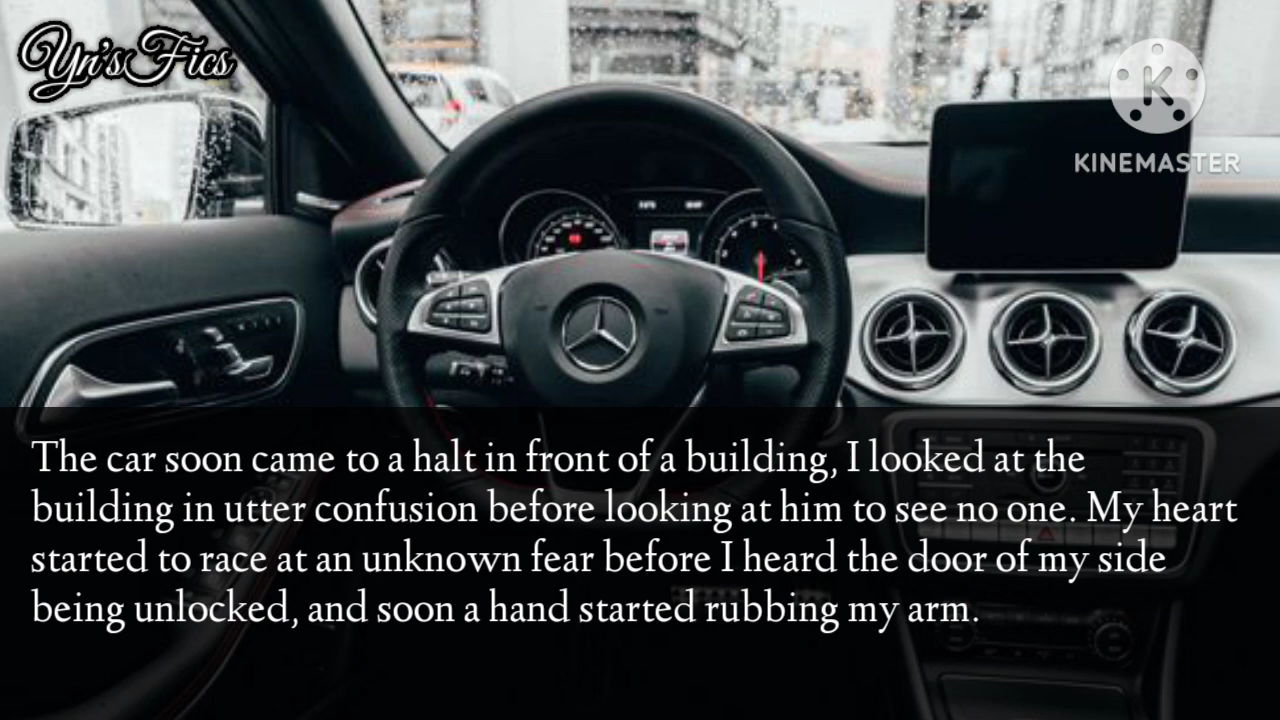 Yn's Fics
KINEMASTER
The car soon came to a halt in front of a building, I looked at the
building in utter confusion before looking at him to see no one. My heart
started to race at an unknown fear before I heard the door of my side
being unlocked, and soon a hand started rubbing my arm.